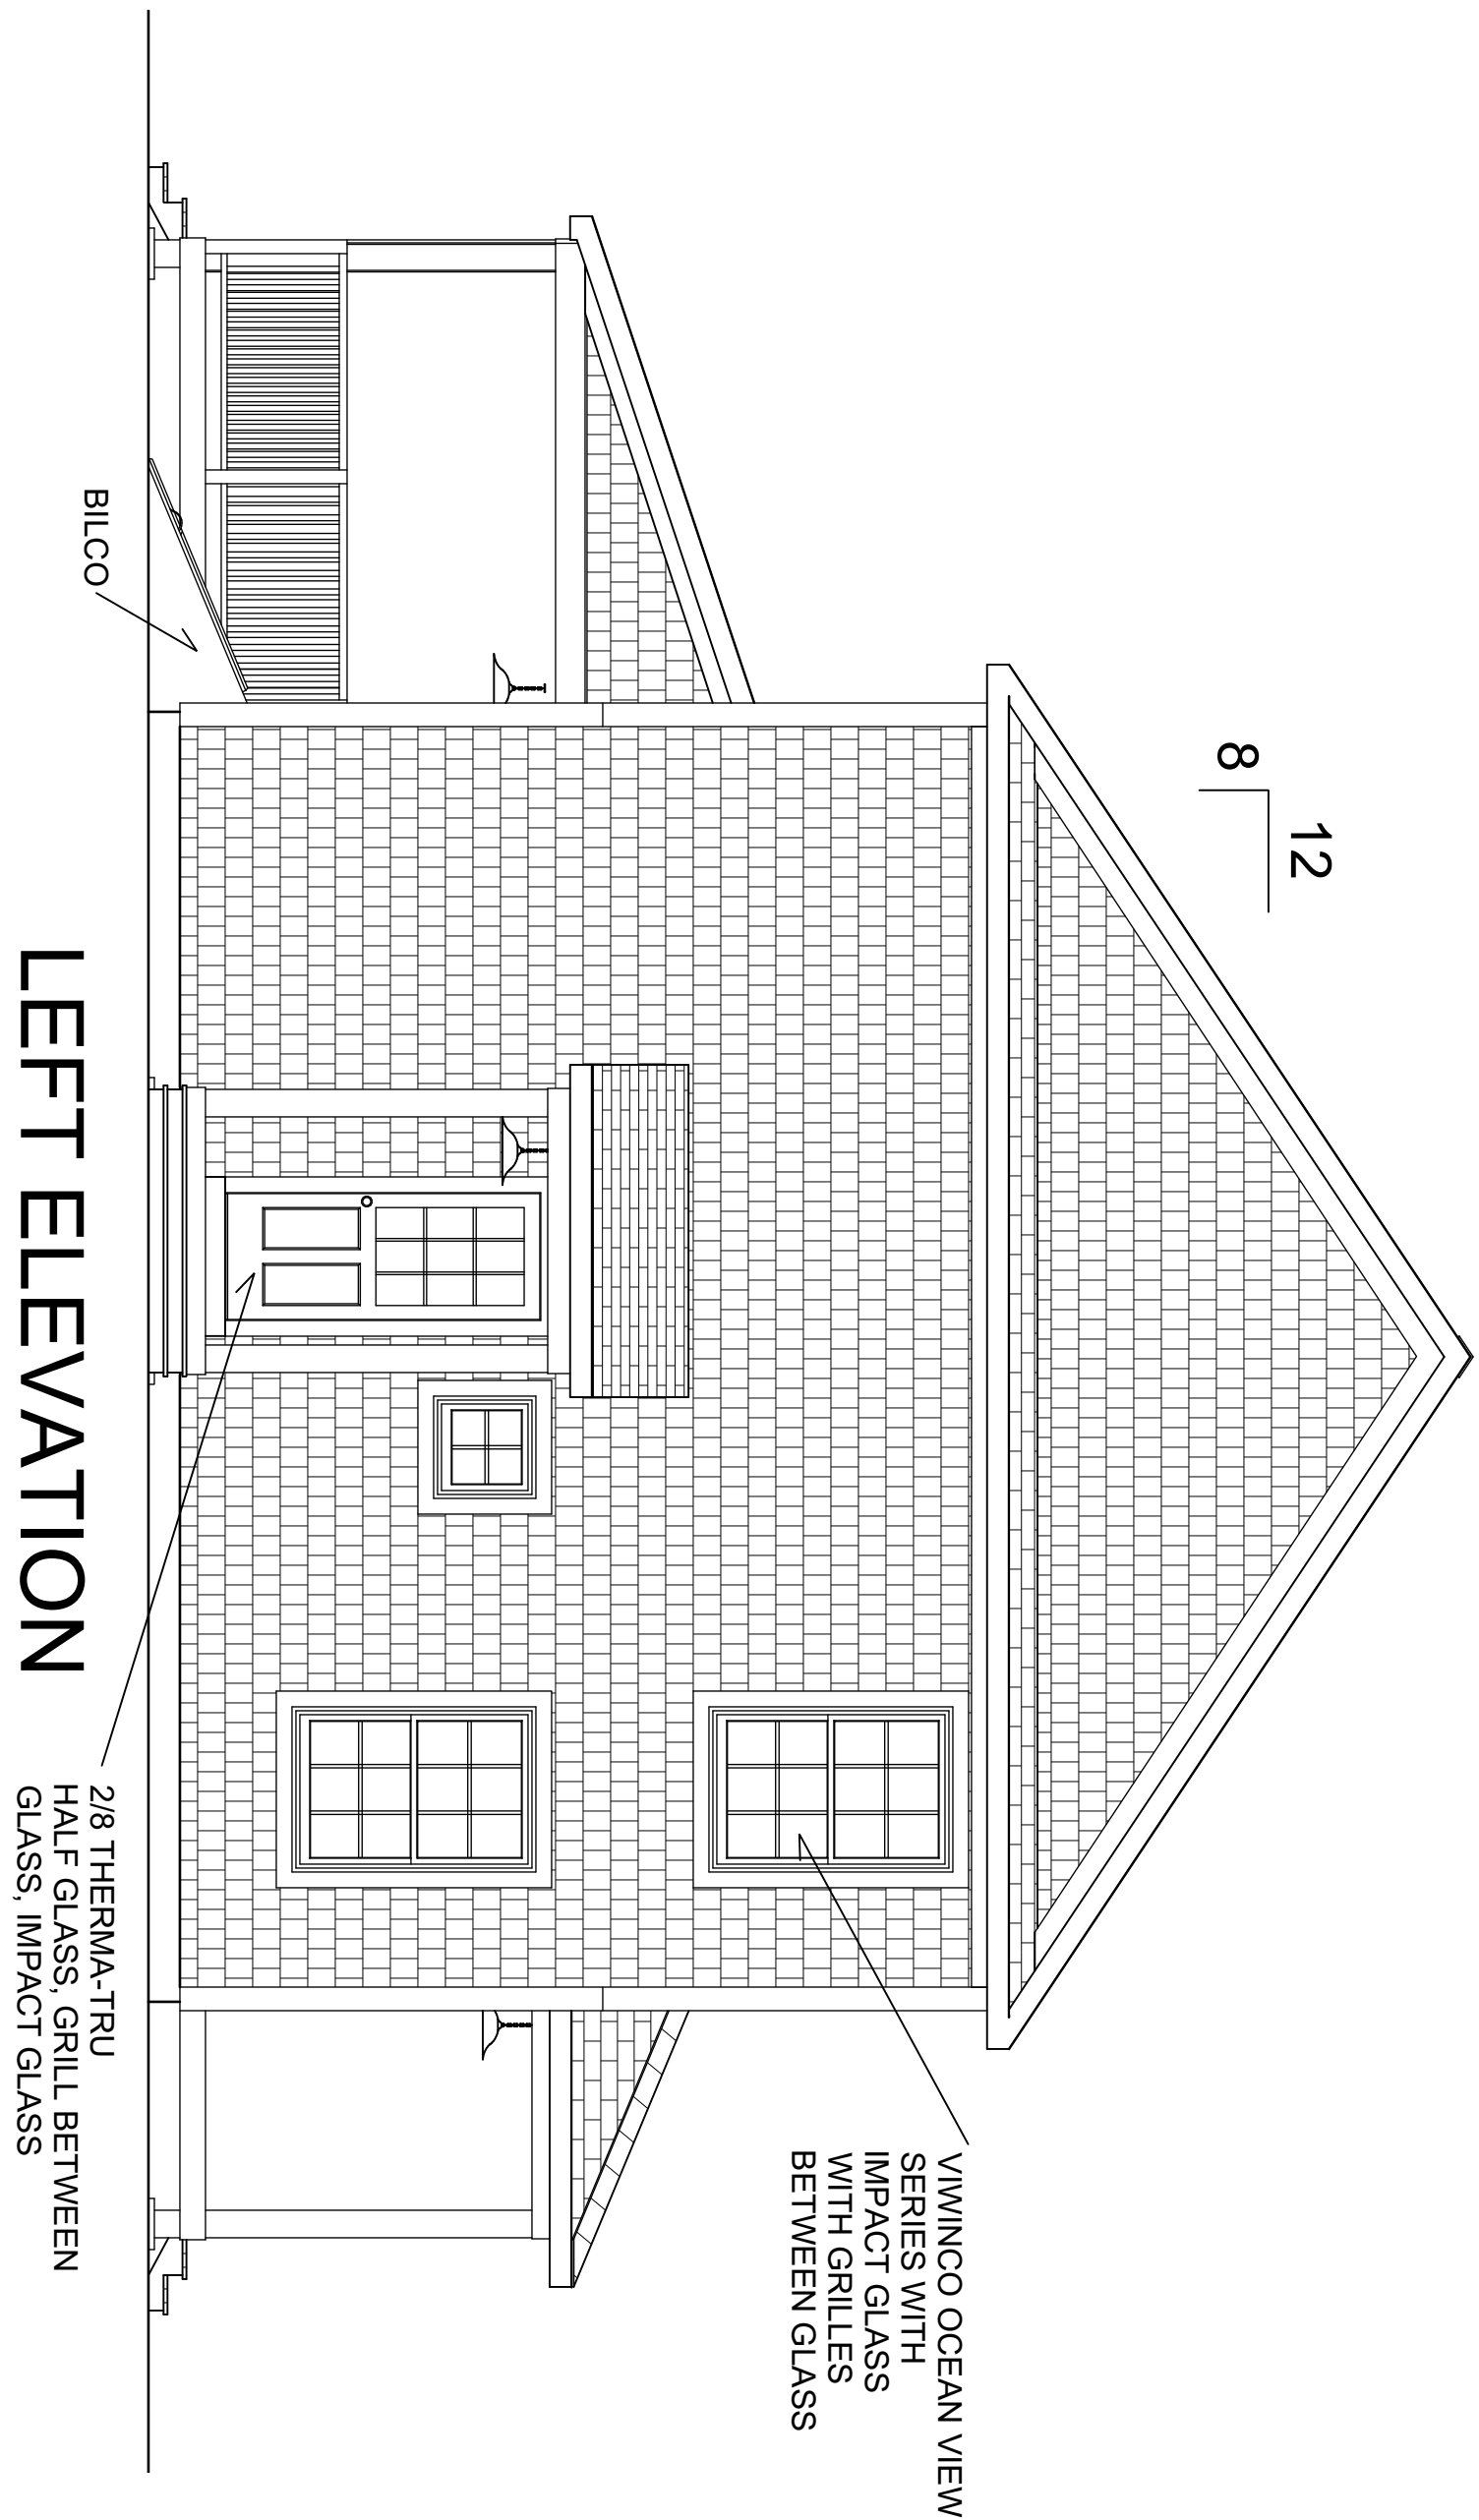 12
8
VIWINCO OCEAN VIEW
SERIES WITH
IMPACT GLASS
WITH GRILLES
BETWEEN GLASS
BILCO
LEFT ELEVATION
2/8 THERMA-TRU
HALF GLASS, GRILL BETWEEN
GLASS, IMPACT GLASS